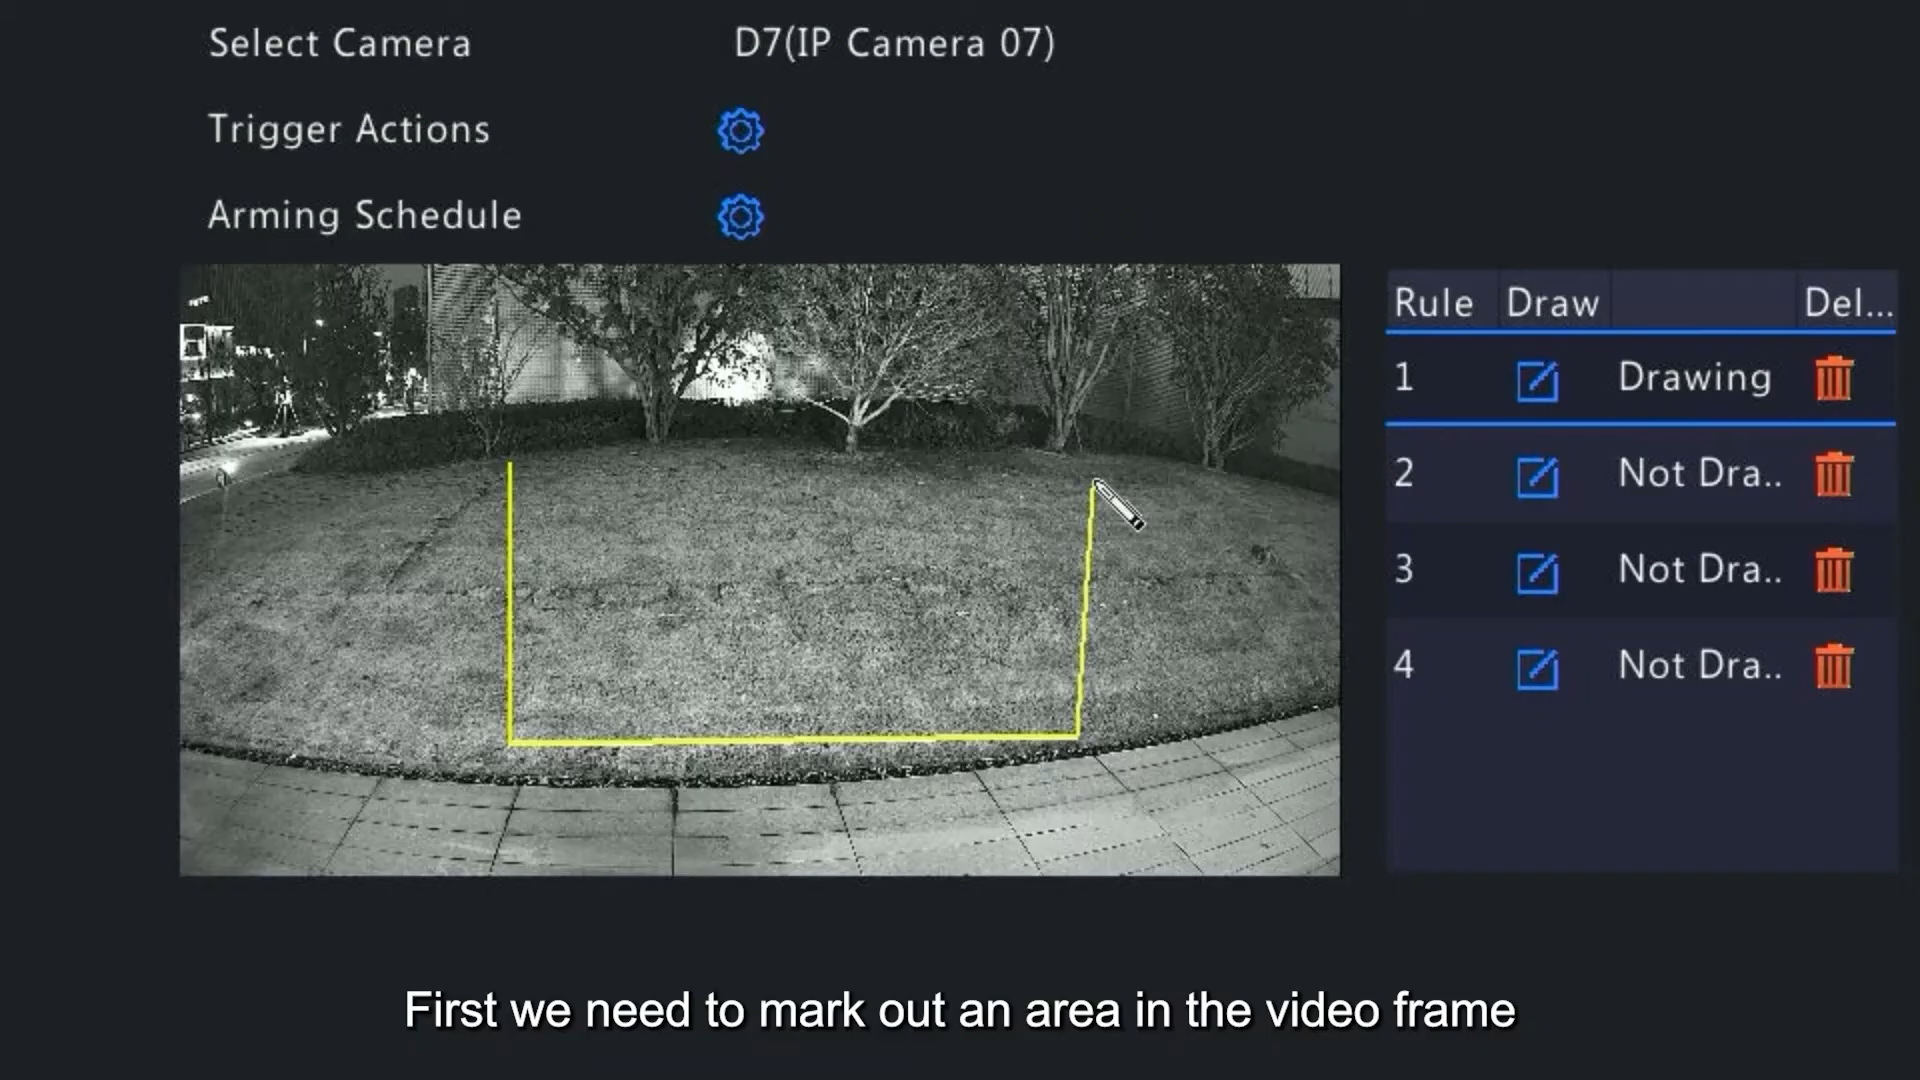 Select Camera D7(IP Camera 07)
Trigger Actions
Arming Schedule
Rule Draw Del...
1 Drawing
2 Not Dra..
3 Not Dra..
4 Not Dra..
First we need to mark out an area in the video frame